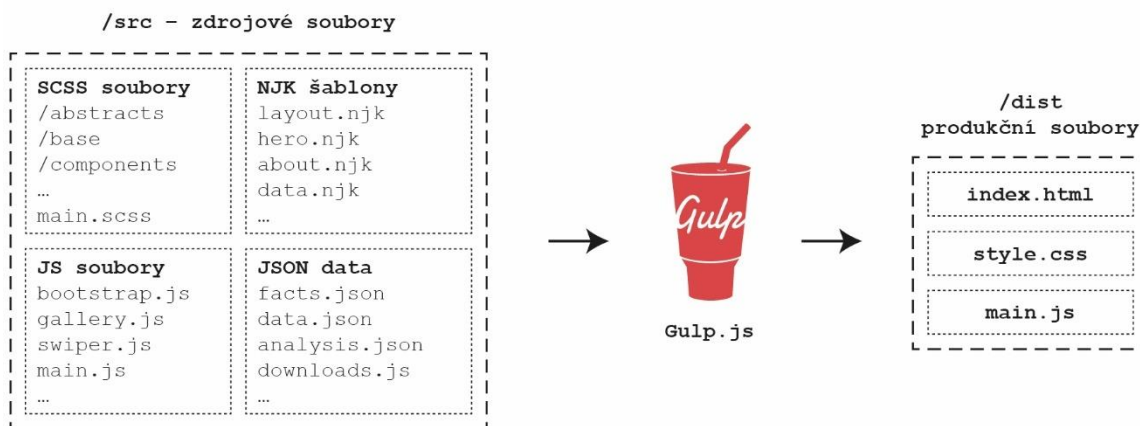 /src – zdrojové soubory
SCSS soubory
/abstracts
/base
/components
…
main.scss
NJK šablony
layout.njk
hero.njk
about.njk
data.njk
…
JS soubory
bootstrap.js
gallery.js
swiper.js
main.js
…
JSON data
facts.json
data.json
analysis.json
downloads.js
…
Gulp
Gulp.js
/dist
produkční soubory
index.html
style.css
main.js